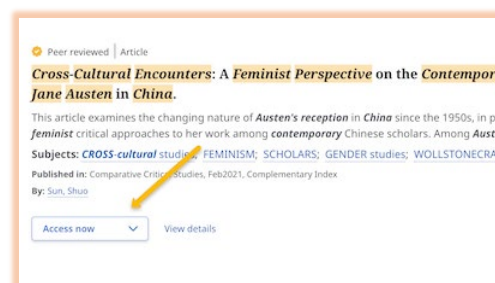 Peer reviewed | Article
Cross-Cultural Encounters: A Feminist Perspective on the Contempor
Jane Austen in China.
This article examines the changing nature of Austen's reception in China since the 1950s, in p
feminist critical approaches to her work among contemporary Chinese scholars. Among Aust
Subjects: CROSS-cultural studies; FEMINISM; SCHOLARS; GENDER studies; WOLLSTONECRA
Published in: Comparative Critical Studies, Feb2021, Complementary Index
By: Sun, Shuo
Access now View details